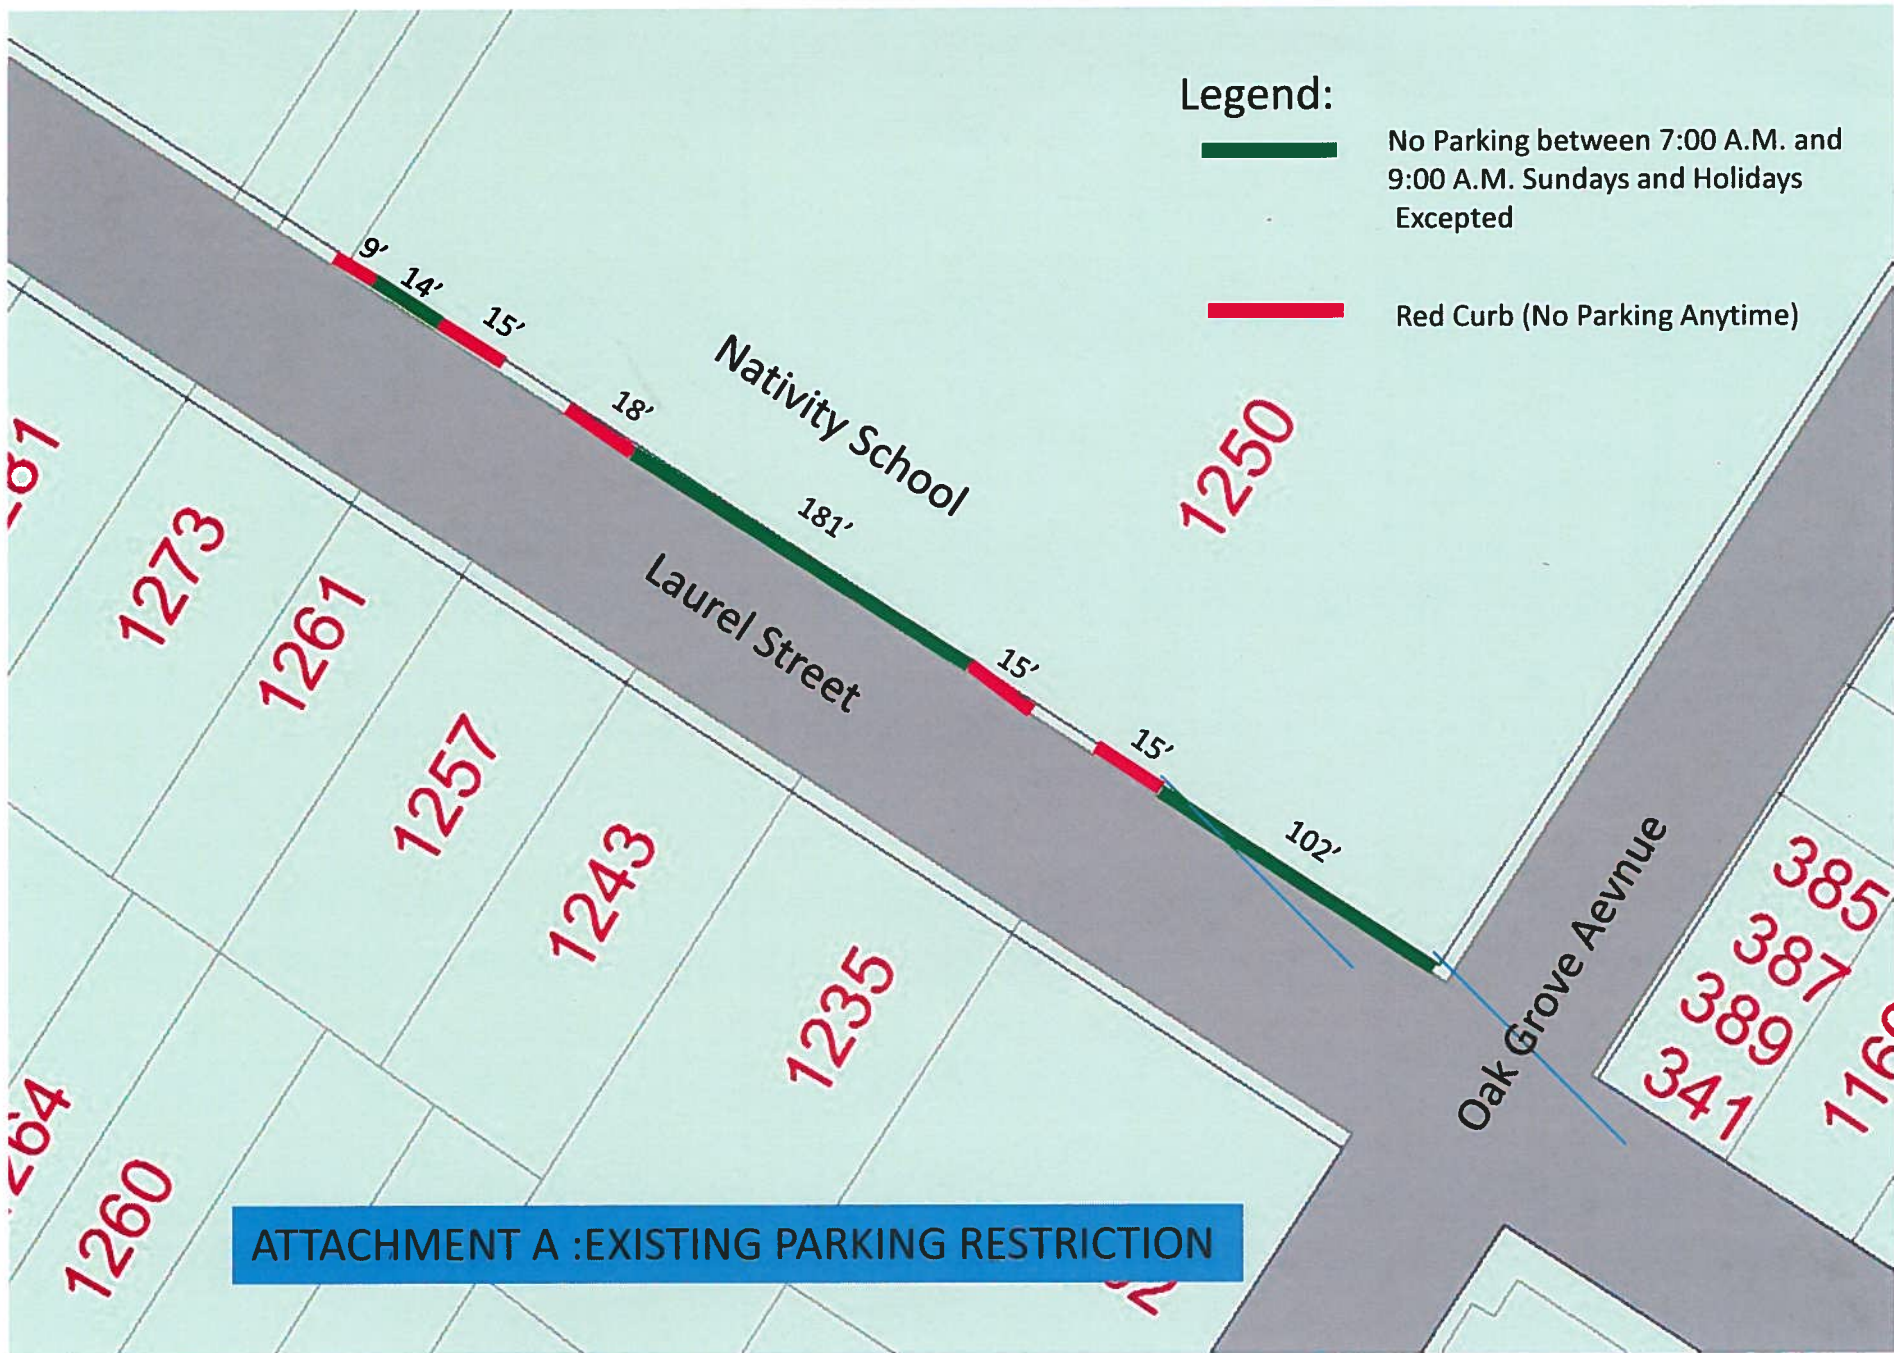 Legend:
No Parking between 7:00 A.M. and
9:00 A.M. Sundays and Holidays
Excepted
Red Curb (No Parking Anytime)
9′
14′
15′
18′
181′
15′
15′
102′
Nativity School
1250
Laurel Street
Oak Grove Aevnue
1273
1261
1257
1243
1235
1260
385
387
389
341
ATTACHMENT A :EXISTING PARKING RESTRICTION